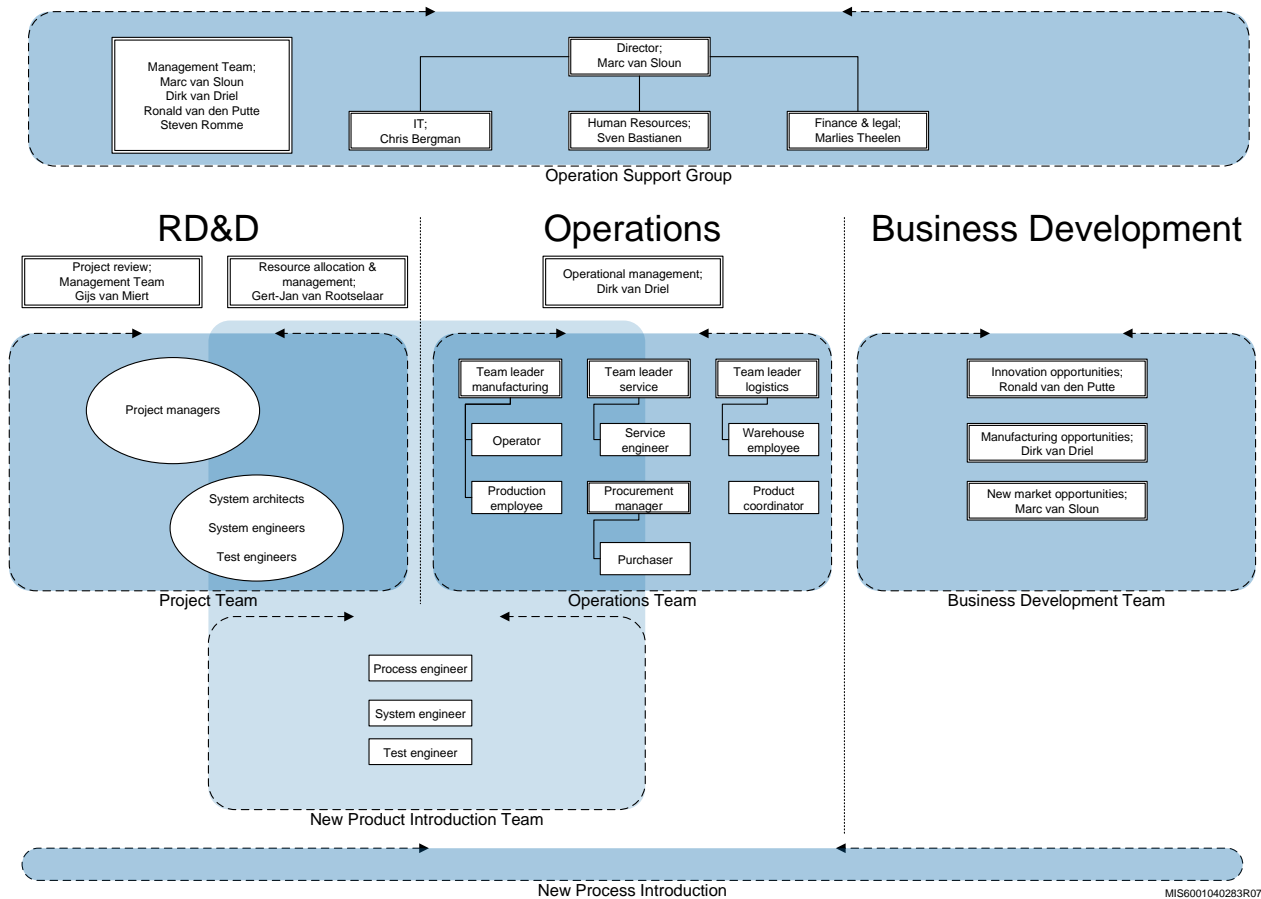 Management Team;
Marc van Sloun
Dirk van Driel
Ronald van den Putte
Steven Romme
Director;
Marc van Sloun
IT;
Chris Bergman
Human Resources;
Sven Bastianen
Finance & legal;
Marlies Theelen
Operation Support Group
RD&D
Operations
Business Development
Project review;
Management Team
Gijs van Miert
Resource allocation &
management;
Gert-Jan van Rootselaar
Operational management;
Dirk van Driel
Project managers
System architects
System engineers
Test engineers
Project Team
Team leader
manufacturing
Team leader
service
Team leader
logistics
Operator
Service
engineer
Warehouse
employee
Production
employee
Procurement
manager
Product
coordinator
Purchaser
Operations Team
Innovation opportunities;
Ronald van den Putte
Manufacturing opportunities;
Dirk van Driel
New market opportunities;
Marc van Sloun
Business Development Team
Process engineer
System engineer
Test engineer
New Product Introduction Team
New Process Introduction
MIS6001040283R07